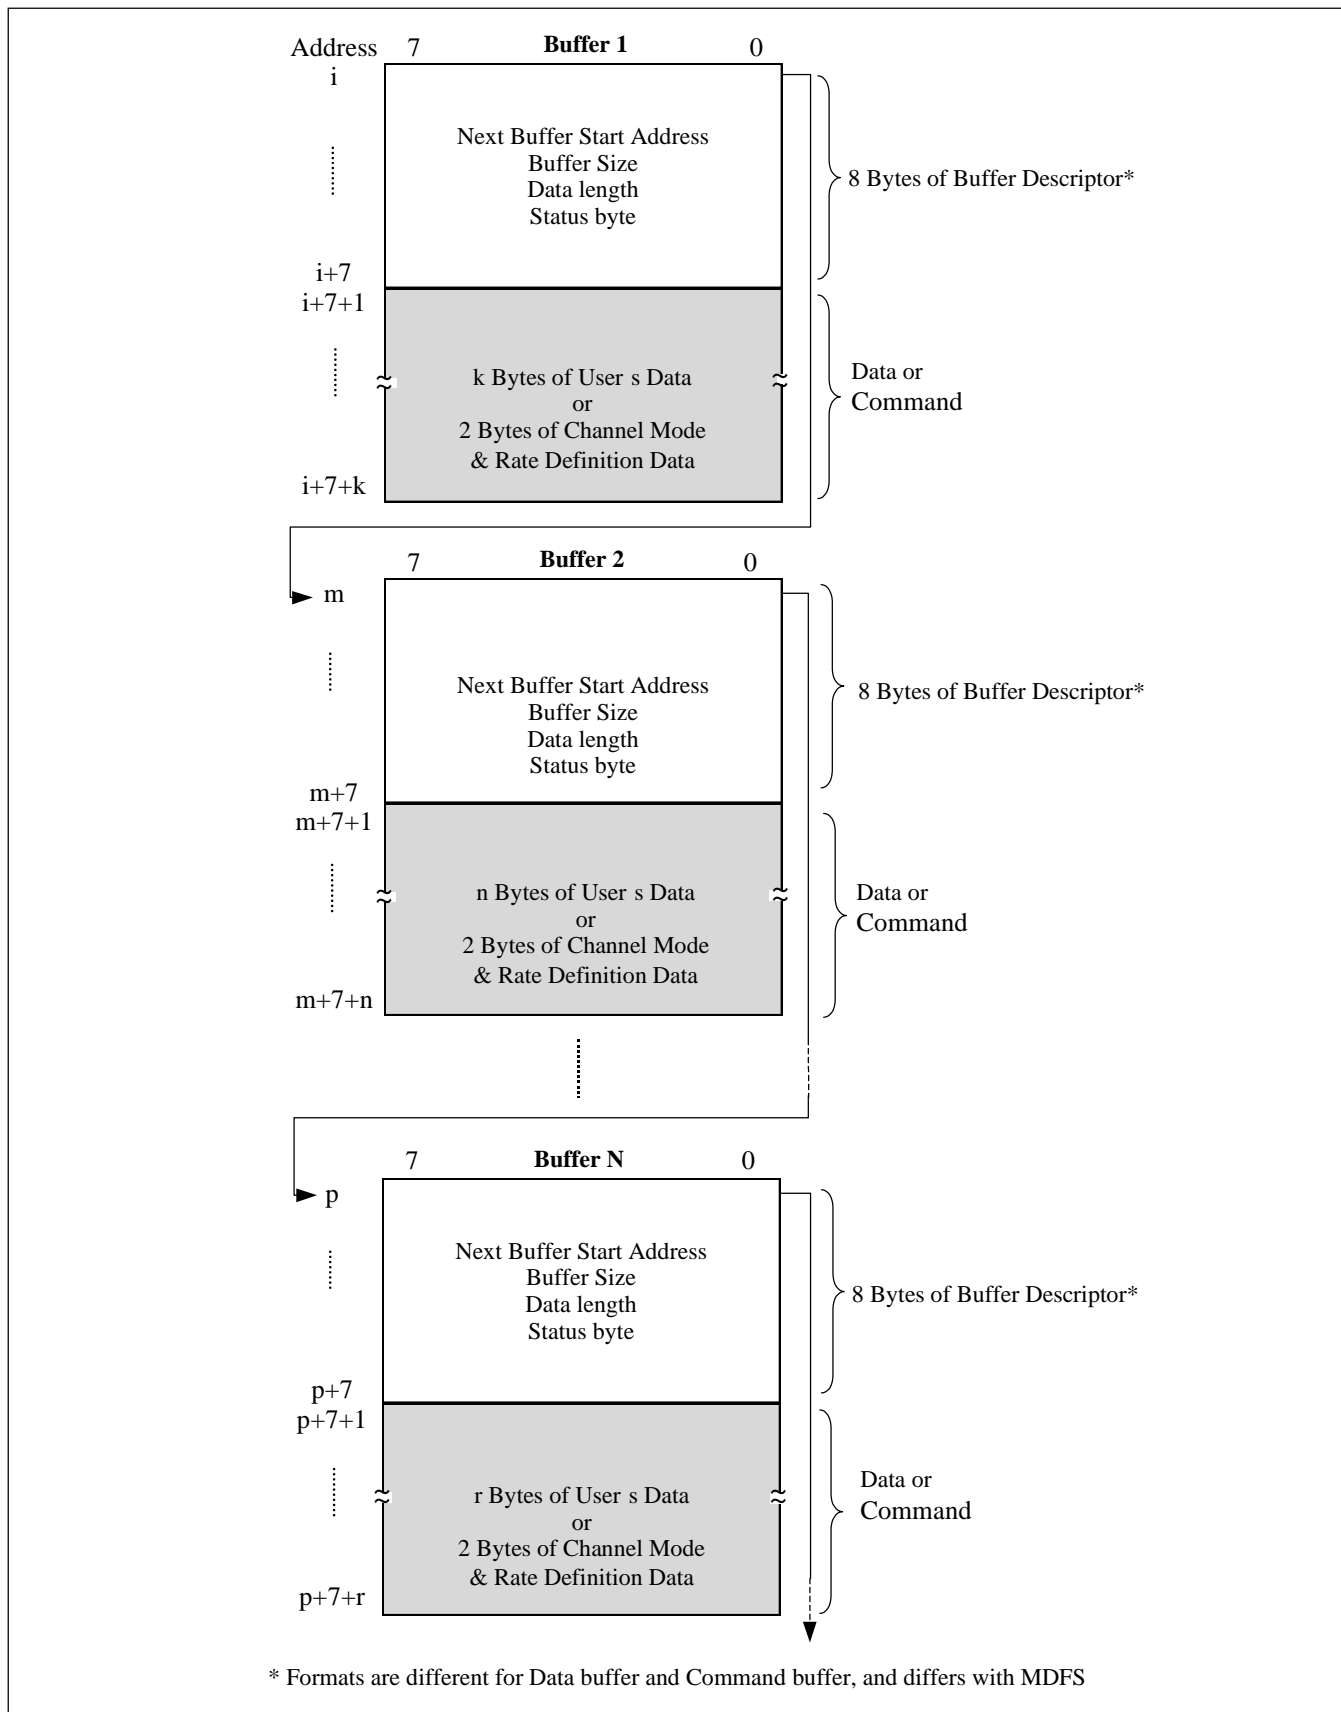 Address 7 Buffer 1 0
i
Next Buffer Start Address
Buffer Size
Data length
Status byte
8 Bytes of Buffer Descriptor*
i+7
i+7+1
k Bytes of User s Data
or
2 Bytes of Channel Mode
& Rate Definition Data
Data or
Command
i+7+k
7 Buffer 2 0
m
Next Buffer Start Address
Buffer Size
Data length
Status byte
8 Bytes of Buffer Descriptor*
m+7
m+7+1
n Bytes of User s Data
or
2 Bytes of Channel Mode
& Rate Definition Data
Data or
Command
m+7+n
7 Buffer N 0
p
Next Buffer Start Address
Buffer Size
Data length
Status byte
8 Bytes of Buffer Descriptor*
p+7
p+7+1
r Bytes of User s Data
or
2 Bytes of Channel Mode
& Rate Definition Data
Data or
Command
p+7+r
* Formats are different for Data buffer and Command buffer, and differs with MDFS